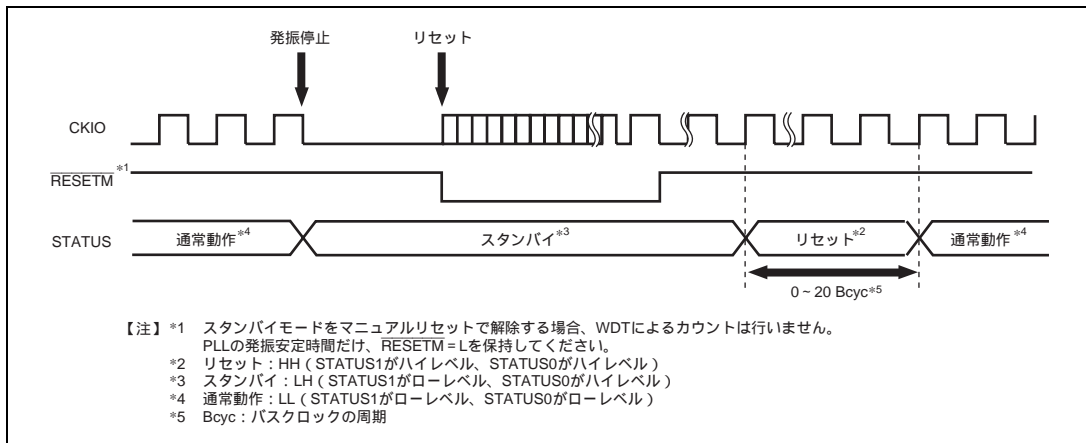 発振停止 リセット
CKIO
RESETM*1
STATUS 通常動作*4 スタンバイ*3 リセット*2 通常動作*4
0~20 Bcyc*5
【注】 *1 スタンバイモードをマニュアルリセットで解除する場合、WDTによるカウントは行いません。
PLLの発振安定時間だけ、RESETM=Lを保持してください。
*2 リセット:HH(STATUS1がハイレベル、STATUS0がハイレベル)
*3 スタンバイ:LH(STATUS1がローレベル、STATUS0がハイレベル)
*4 通常動作:LL(STATUS1がローレベル、STATUS0がローレベル)
*5 Bcyc:バスクロックの周期